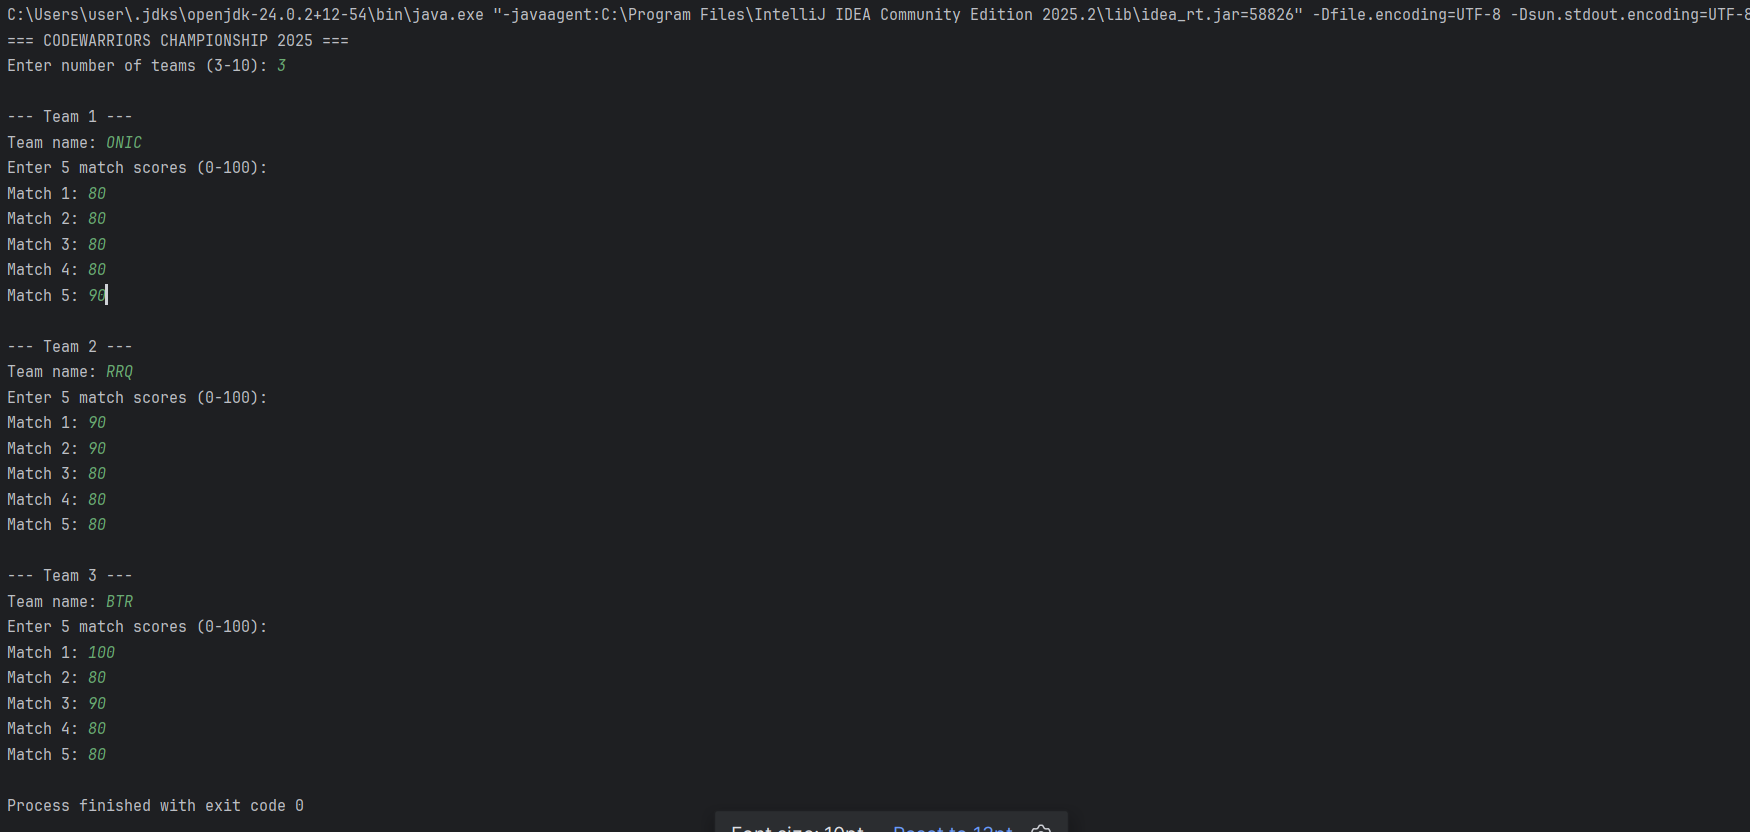 C:\Users\user\.jdks\openjdk-24.0.2+12-54\bin\java.exe "-javaagent:C:\Program Files\IntelliJ IDEA Community Edition 2025.2\lib\idea_rt.jar=58826" -Dfile.encoding=UTF-8 -Dsun.stdout.encoding=UTF-8
=== CODEWARRIORS CHAMPIONSHIP 2025 ===
Enter number of teams (3-10): 3
--- Team 1 ---
Team name: ONIC
Enter 5 match scores (0-100):
Match 1: 80
Match 2: 80
Match 3: 80
Match 4: 80
Match 5: 90
--- Team 2 ---
Team name: RRQ
Enter 5 match scores (0-100):
Match 1: 90
Match 2: 90
Match 3: 80
Match 4: 80
Match 5: 80
--- Team 3 ---
Team name: BTR
Enter 5 match scores (0-100):
Match 1: 100
Match 2: 80
Match 3: 90
Match 4: 80
Match 5: 80
Process finished with exit code 0
Font size: 10pt Reset to 12pt